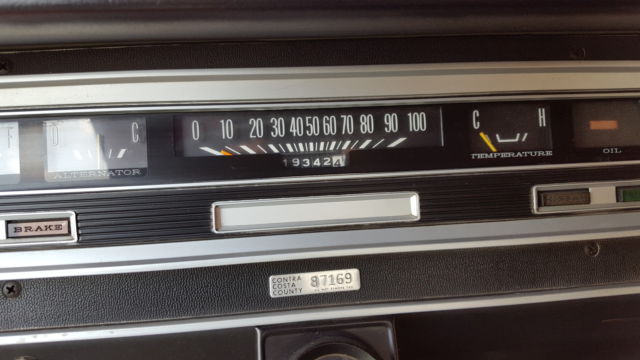 F
D C
ALTERNATOR
0 10 20 30 40 50 60 70 80 90 100
19342
C H
TEMPERATURE
OIL
BRAKE
CONTRA COSTA COUNTY
87169